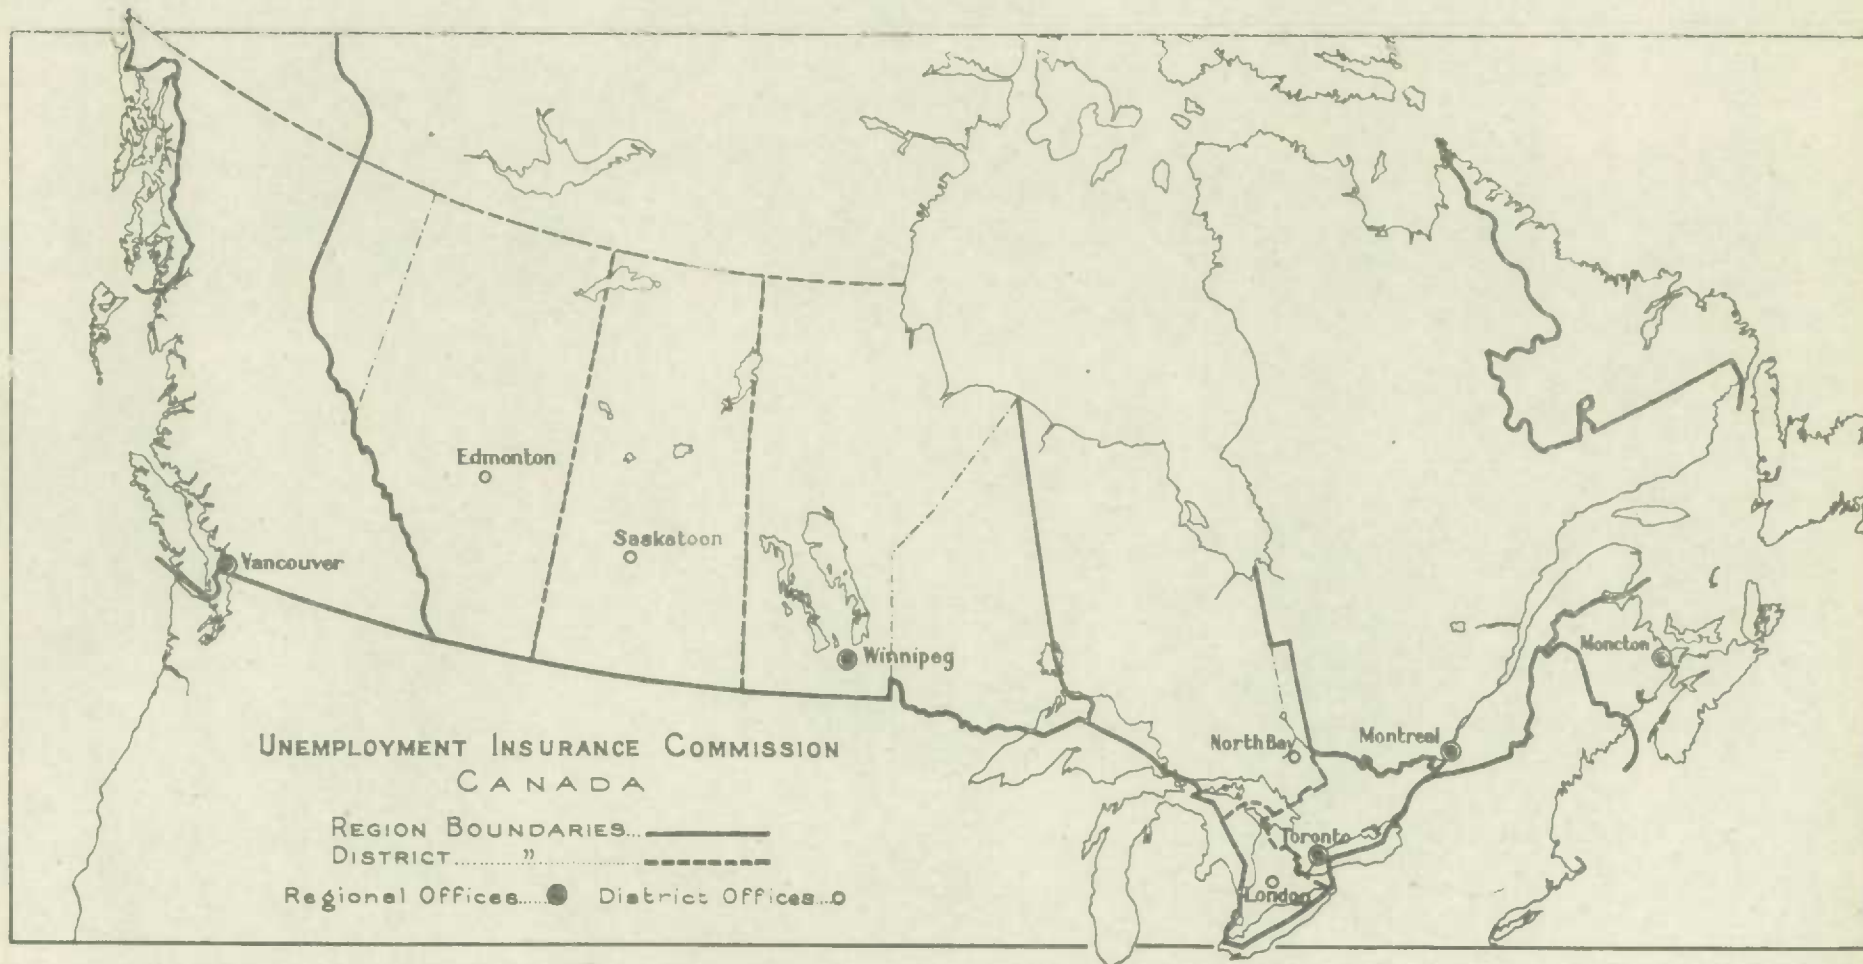 Edmonton
Saskatoon
Vancouver
Winnipeg
Moncton
Montreal
North Bay
Toronto
London
UNEMPLOYMENT INSURANCE COMMISSION
CANADA
REGION BOUNDARIES...
DISTRICT ........ " ........
Regional Offices..... District Offices...